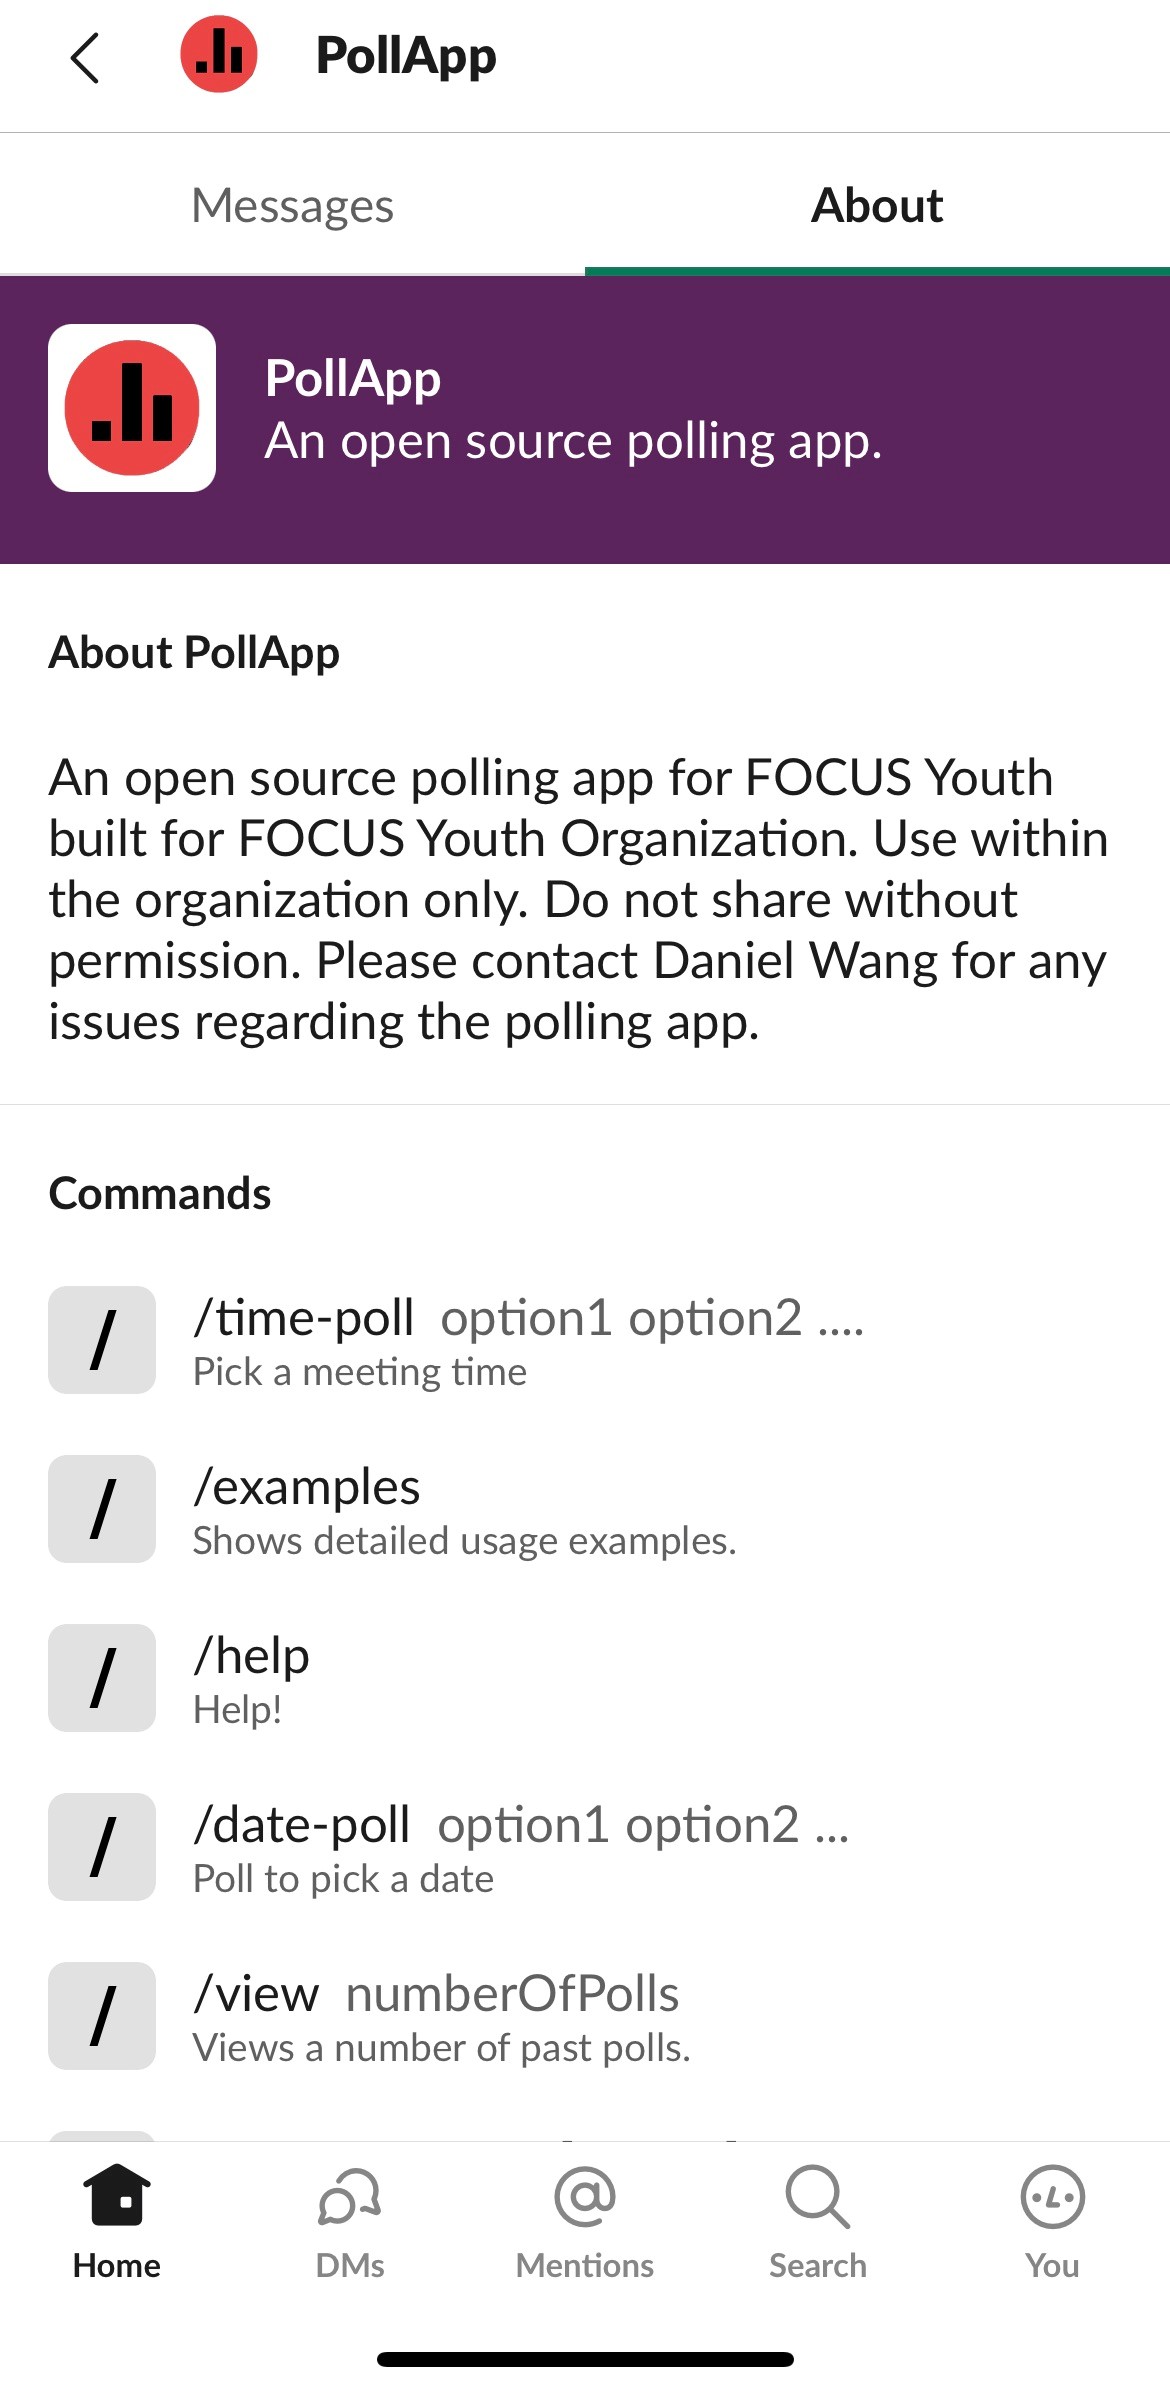 PollApp
Messages
About
PollApp
An open source polling app.
About PollApp
An open source polling app for FOCUS Youth
built for FOCUS Youth Organization. Use within
the organization only. Do not share without
permission. Please contact Daniel Wang for any
issues regarding the polling app.
Commands
/ /time-poll option1 option2 ....
Pick a meeting time
/ /examples
Shows detailed usage examples.
/ /help
Help!
/ /date-poll option1 option2 ...
Poll to pick a date
/ /view numberOfPolls
Views a number of past polls.
Home DMs Mentions Search You